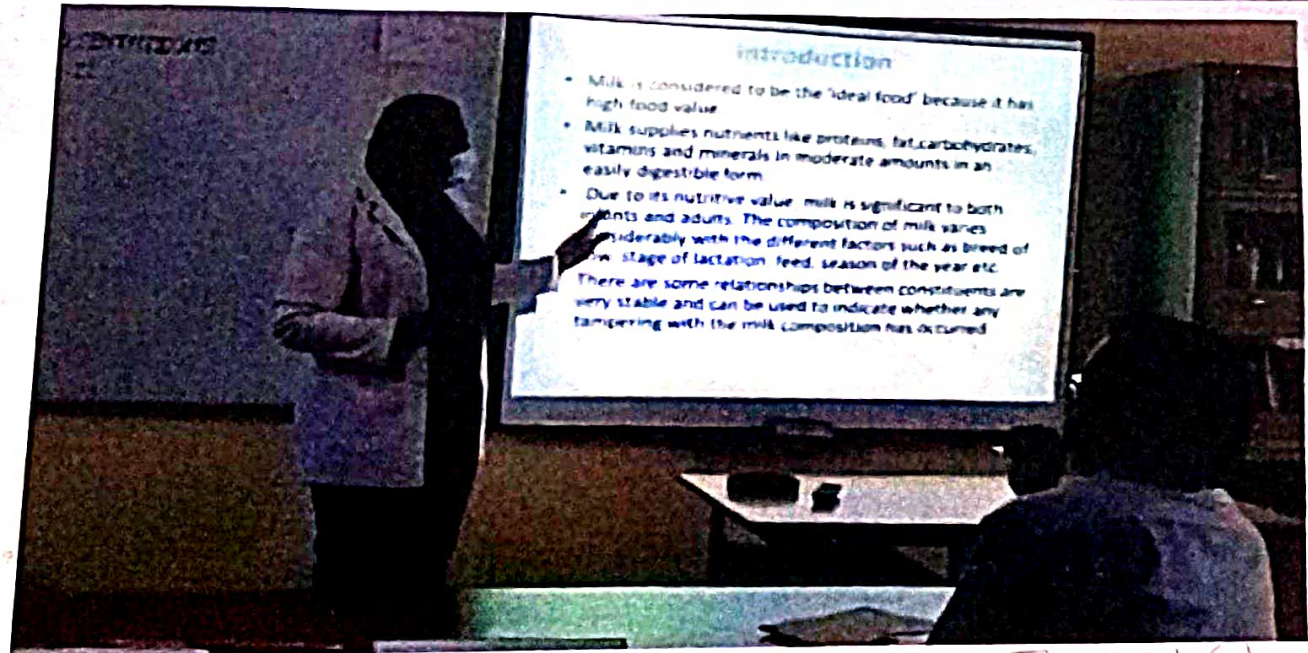 introduction
• Milk is considered to be the 'ideal food' because it has
high food value
• Milk supplies nutrients like proteins, fat,carbohydrates,
vitamins and minerals in moderate amounts in an
easily digestible form
• Due to its nutritive value milk is significant to both
infants and adults. The composition of milk varies
considerably with the different factors such as breed of
stage of lactation, feed, season of the year etc.
There are some relationships between constituents are
very stable and can be used to indicate whether any
tampering with the milk composition has occurred